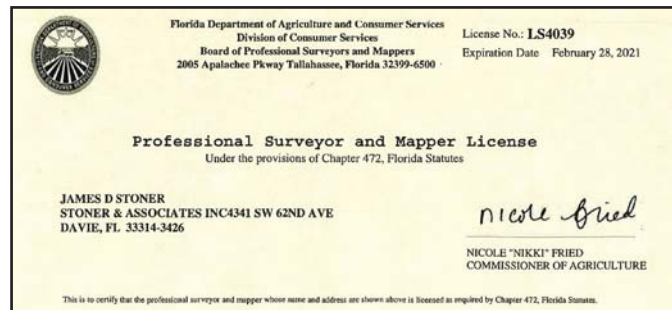 Florida Department of Agriculture and Consumer Services
Division of Consumer Services
Board of Professional Surveyors and Mappers
2005 Apalachee Pkway Tallahassee, Florida 32399-6500
License No.: LS4039
Expiration Date February 28, 2021
Professional Surveyor and Mapper License
Under the provisions of Chapter 472, Florida Statutes
JAMES D STONER
STONER & ASSOCIATES INC4341 SW 62ND AVE
DAVIE, FL 33314-3426
nicole fried
NICOLE "NIKKI" FRIED
COMMISSIONER OF AGRICULTURE
This is to certify that the professional surveyor and mapper whose name and address are shown above is licensed as required by Chapter 472, Florida Statutes.